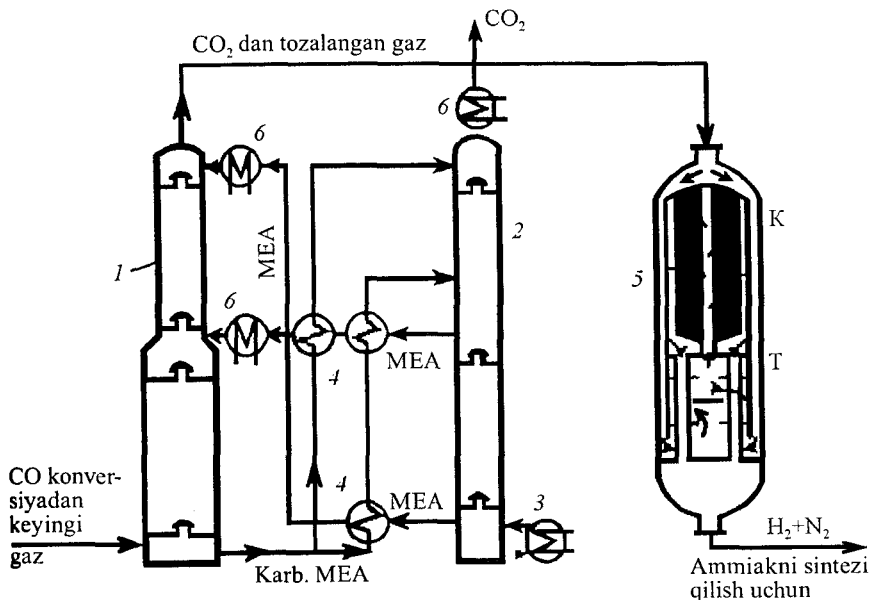 CO₂
CO₂ dan tozalangan gaz
6
6
К
2
MEA
1
5
6
MEA
T
4
CO konver-
siyadan
keyingi
gaz
4
MEA
3
Karb. MEA
H₂+N₂
Ammiakni sintezi
qilish uchun